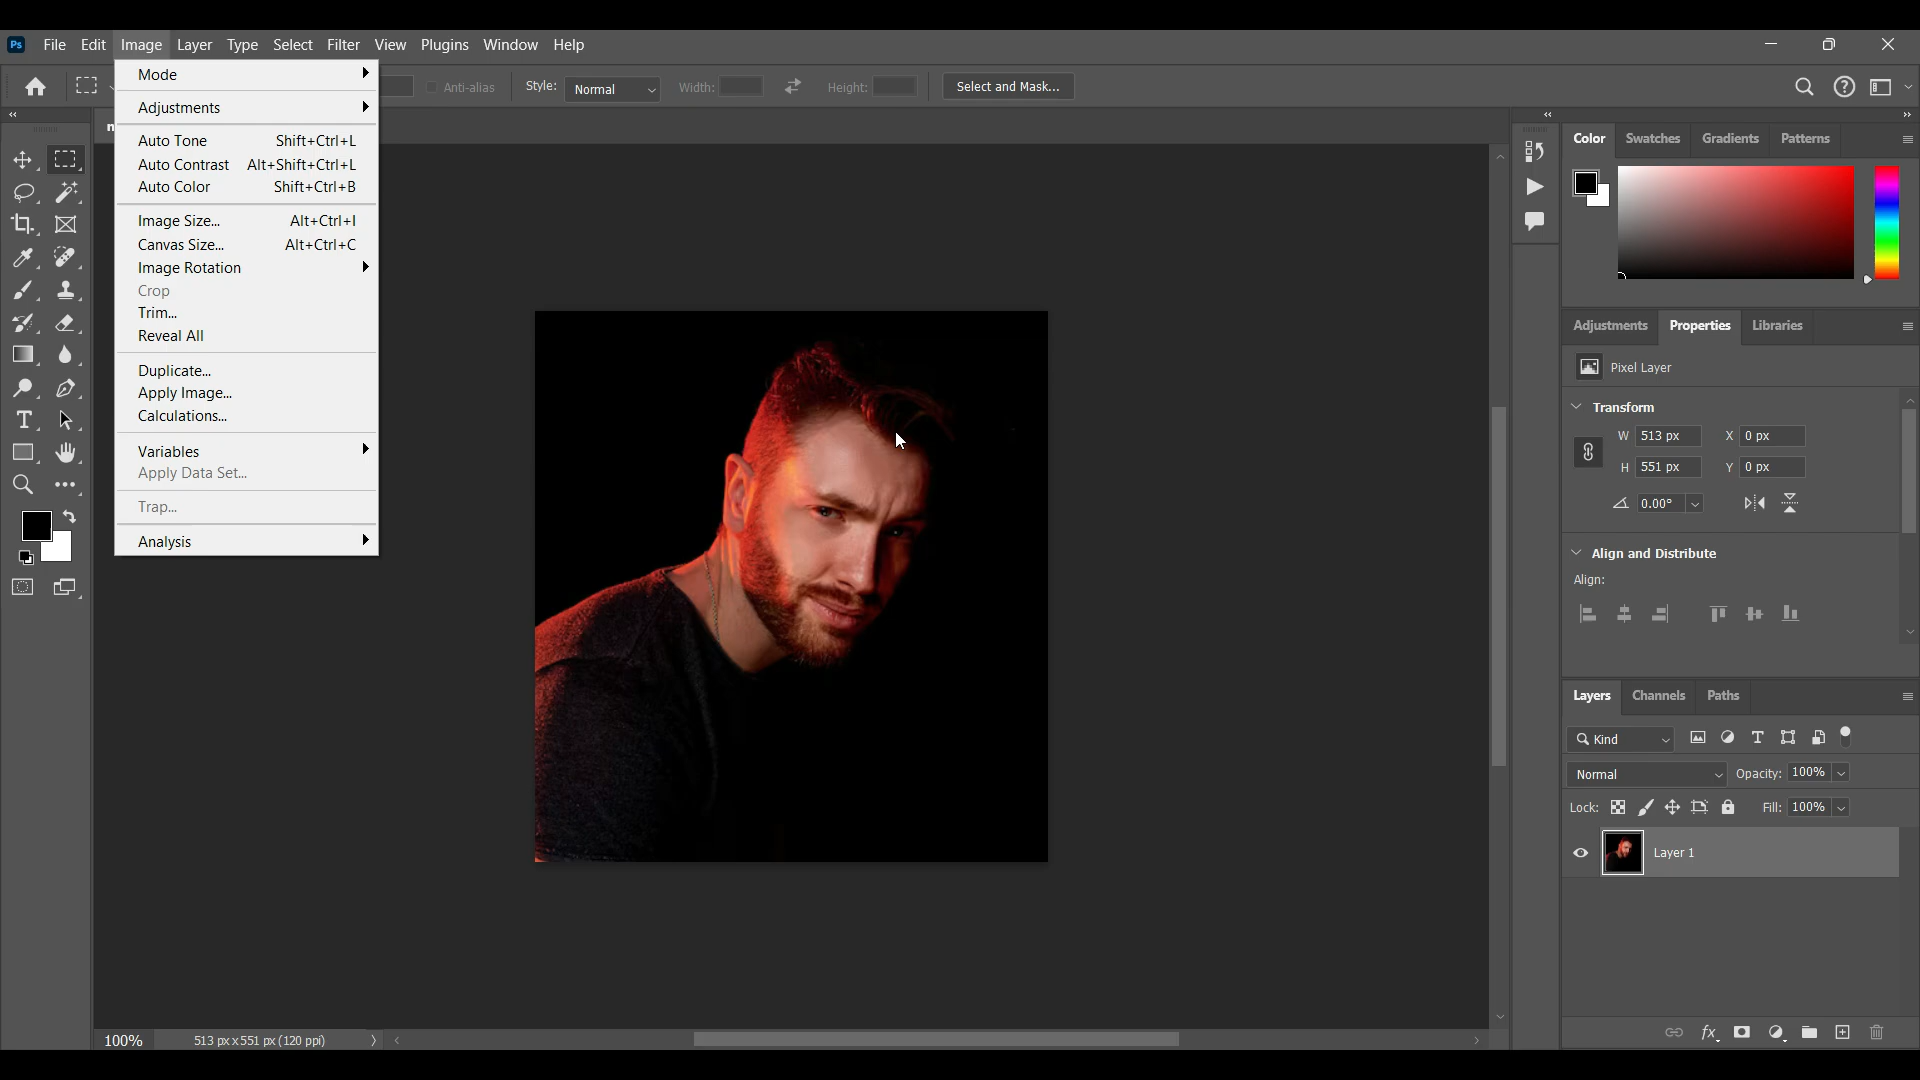 Ps File Edit Image Layer Type Select Filter View Plugins Window Help
Anti-alias Style: Normal Width: Height: Select and Mask...
Mode
Adjustments
Auto Tone Shift+Ctrl+L
Auto Contrast Alt+Shift+Ctrl+L
Auto Color Shift+Ctrl+B
Image Size... Alt+Ctrl+I
Canvas Size... Alt+Ctrl+C
Image Rotation
Crop
Trim...
Reveal All
Duplicate...
Apply Image...
Calculations...
Variables
Apply Data Set...
Trap...
Analysis
Color Swatches Gradients Patterns
Adjustments Properties Libraries
Pixel Layer
Transform
W 513 px X 0 px
H 551 px Y 0 px
0.00°
Align and Distribute
Align:
Layers Channels Paths
Kind
Normal Opacity: 100%
Lock: Fill: 100%
Layer 1
fx
100% 513 px x 551 px (120 ppi)